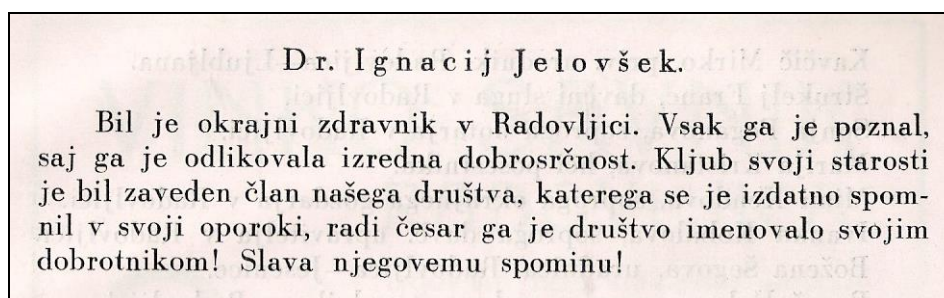 Dr. Ignacij Jelovšek.
Bil je okrajni zdravnik v Radovljici. Vsak ga je poznal,
saj ga je odlikovala izredna dobrosrčnost. Kljub svoji starosti
je bil zaveden član našega društva, katerega se je izdatno spom-
nil v svoji oporoki, radi česar ga je društvo imenovalo svojim
dobrotnikom! Slava njegovemu spominu!